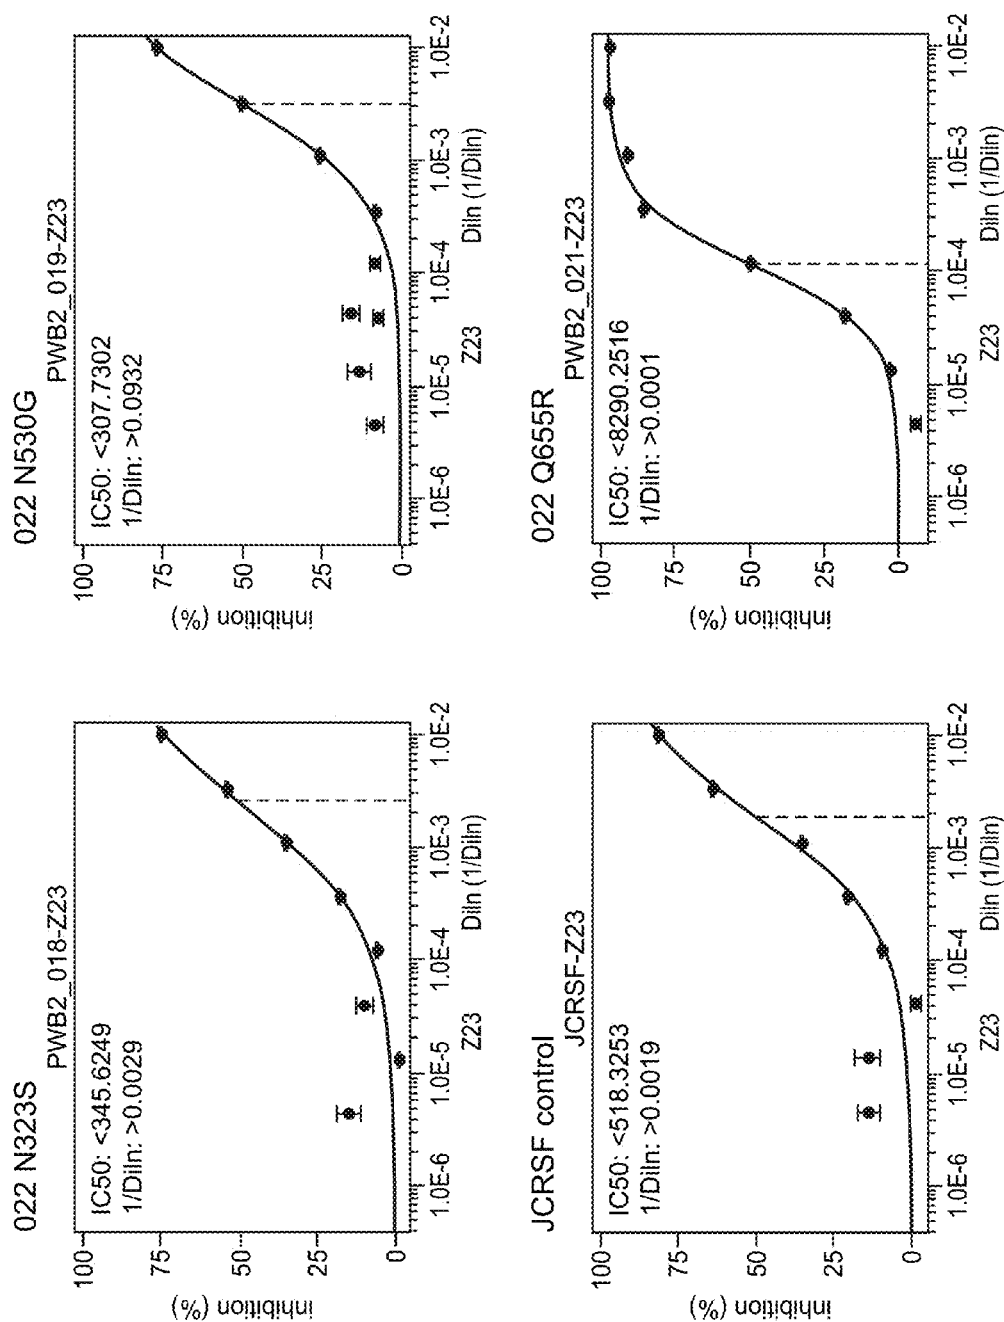 022 N323S
PWB2_018-Z23
IC50: <345.6249
1/Diln: >0.0029
100
75
50
25
0
inhibition (%)
1.0E-6 1.0E-5 1.0E-4 1.0E-3 1.0E-2
Z23 Diln (1/Diln)
022 N530G
PWB2_019-Z23
IC50: <307.7302
1/Diln: >0.0932
100
75
50
25
0
inhibition (%)
1.0E-6 1.0E-5 1.0E-4 1.0E-3 1.0E-2
Z23 Diln (1/Diln)
JCRSF control
JCRSF-Z23
IC50: <518.3253
1/Diln: >0.0019
100
75
50
25
0
inhibition (%)
1.0E-6 1.0E-5 1.0E-4 1.0E-3 1.0E-2
Z23 Diln (1/Diln)
022 Q655R
PWB2_021-Z23
IC50: <8290.2516
1/Diln: >0.0001
100
75
50
25
0
inhibition (%)
1.0E-6 1.0E-5 1.0E-4 1.0E-3 1.0E-2
Z23 Diln (1/Diln)